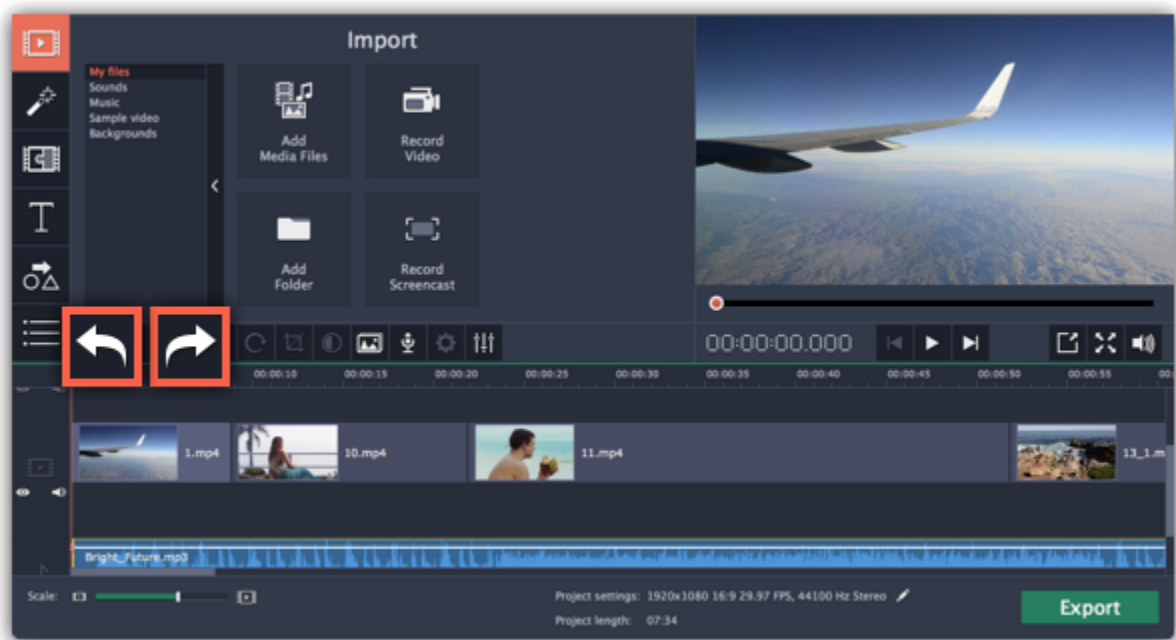 Import
My files
Sounds
Music
Sample video
Backgrounds
Add
Media Files
Record
Video
Add
Folder
Record
Screencast
T
00:00:00.000
00:00:10
00:00:15
00:00:20
00:00:25
00:00:30
00:00:35
00:00:40
00:00:45
00:00:50
00:00:55
00:
1.mp4
10.mp4
11.mp4
13_1.m
Bright_Future.mp3
Scale:
Project settings: 1920x1080 16:9 29.97 FPS, 44100 Hz Stereo
Project length: 07:34
Export